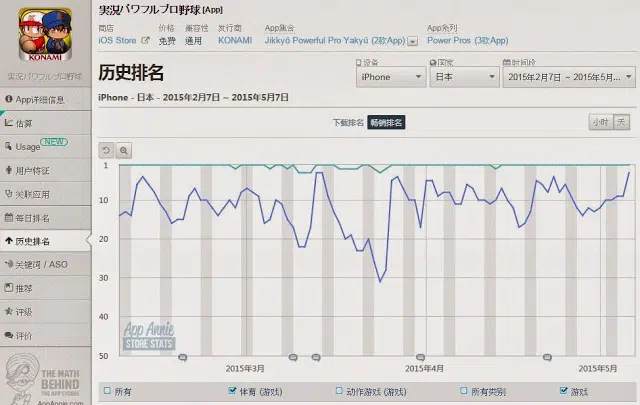 実況パワフルプロ野球 [App]
商店 价格 兼容性 发行商 App集合 App系列
iOS Store 免费 通用 KONAMI Jikkyō Powerful Pro Yakyū (2款App) Power Pros (3款App)
KONAMI
実況パワフルプロ野球
App详细信息
估算
Usage NEW
用户特征
关联应用
每日排名
历史排名
关键词 / ASO
推荐
评级
评价
THE MATH
BEHIND
THE APP STORES
AppAnnie.com
历史排名
设备 国家 时间段
iPhone 日本 2015年2月7日 ~ 2015年5月...
iPhone - 日本 - 2015年2月7日 ~ 2015年5月7日
下载排名 畅销排名 小时 天
1
10
20
30
40
50
App Annie
STORE STATS
2015年3月 2015年4月 2015年5月
所有 体育 (游戏) 动作游戏 (游戏) 所有类别 游戏